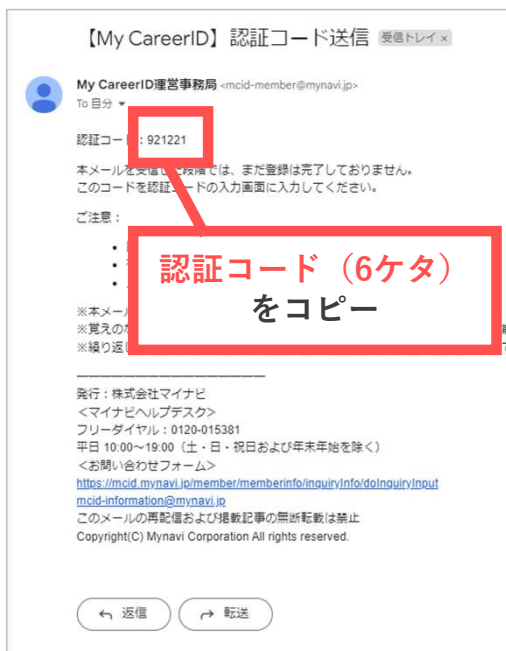 【My CareerID】認証コード送信 受信トレイ ×
My CareerID運営事務局 <mcid-member@mynavi.jp>
To 自分
認証コード：921221
本メールを受信した段階では、まだ登録は完了しておりません。
このコードを認証コードの入力画面に入力してください。
ご注意：
認証コード（6ケタ）
をコピー
※本メー
※覚えのな
※繰り返し
発行：株式会社マイナビ
<マイナビヘルプデスク>
フリーダイヤル：0120-015381
平日 10:00～19:00（土・日・祝日および年末年始を除く）
<お問い合わせフォーム>
https://mcid.mynavi.jp/member/memberinfo/inquiryInfo/doInquiryInput
mcid-information@mynavi.jp
このメールの再配信および掲載記事の無断転載は禁止
Copyright(C) Mynavi Corporation All rights reserved.
返信 転送